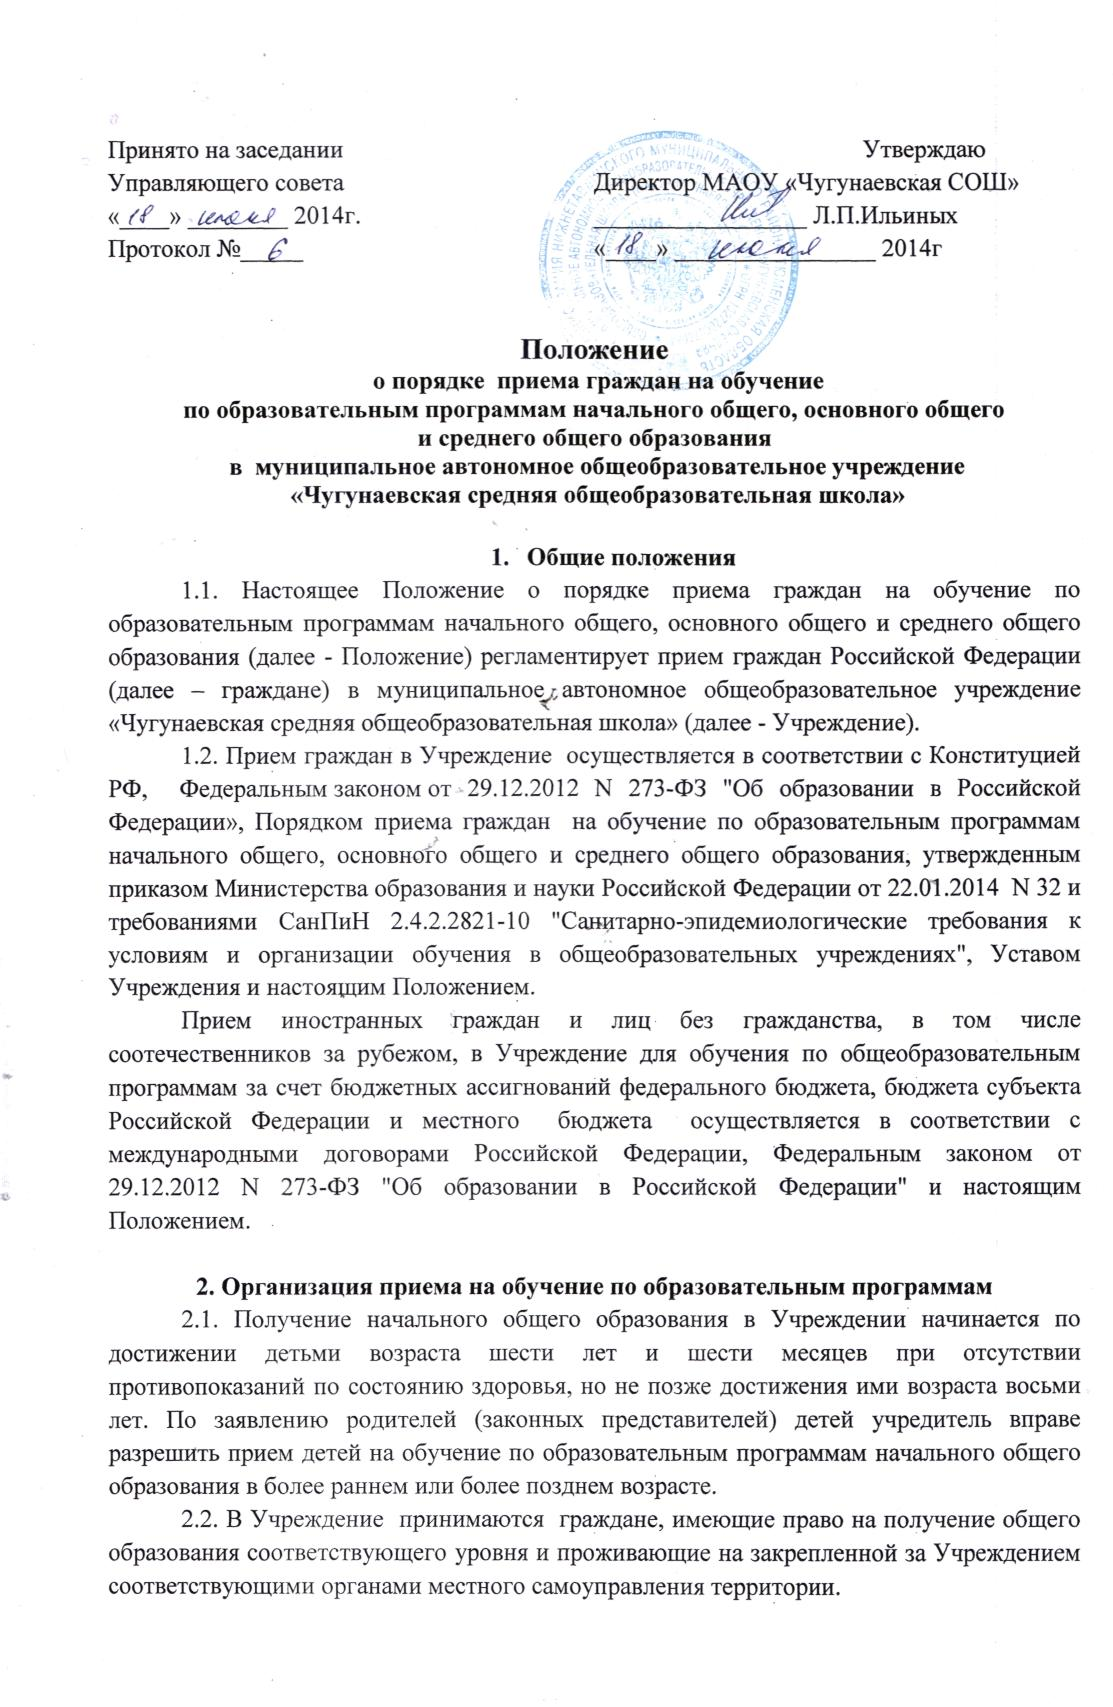 Принято на заседании
Утверждаю
Управляющего совета
Директор МАОУ «Чугунаевская СОШ»
«18» июня 2014г.
Л.П.Ильиных
Протокол № 6
«18» июня 2014г
Положение
о порядке приема граждан на обучение
по образовательным программам начального общего, основного общего
и среднего общего образования
в муниципальное автономное общеобразовательное учреждение
«Чугунаевская средняя общеобразовательная школа»
1. Общие положения
1.1. Настоящее Положение о порядке приема граждан на обучение по
образовательным программам начального общего, основного общего и среднего общего
образования (далее - Положение) регламентирует прием граждан Российской Федерации
(далее – граждане) в муниципальное автономное общеобразовательное учреждение
«Чугунаевская средняя общеобразовательная школа» (далее - Учреждение).
1.2. Прием граждан в Учреждение осуществляется в соответствии с Конституцией
РФ, Федеральным законом от 29.12.2012 N 273-ФЗ "Об образовании в Российской
Федерации», Порядком приема граждан на обучение по образовательным программам
начального общего, основного общего и среднего общего образования, утвержденным
приказом Министерства образования и науки Российской Федерации от 22.01.2014 N 32 и
требованиями СанПиН 2.4.2.2821-10 "Санитарно-эпидемиологические требования к
условиям и организации обучения в общеобразовательных учреждениях", Уставом
Учреждения и настоящим Положением.
Прием иностранных граждан и лиц без гражданства, в том числе
соотечественников за рубежом, в Учреждение для обучения по общеобразовательным
программам за счет бюджетных ассигнований федерального бюджета, бюджета субъекта
Российской Федерации и местного бюджета осуществляется в соответствии с
международными договорами Российской Федерации, Федеральным законом от
29.12.2012 N 273-ФЗ "Об образовании в Российской Федерации" и настоящим
Положением.
2. Организация приема на обучение по образовательным программам
2.1. Получение начального общего образования в Учреждении начинается по
достижении детьми возраста шести лет и шести месяцев при отсутствии
противопоказаний по состоянию здоровья, но не позже достижения ими возраста восьми
лет. По заявлению родителей (законных представителей) детей учредитель вправе
разрешить прием детей на обучение по образовательным программам начального общего
образования в более раннем или более позднем возрасте.
2.2. В Учреждение принимаются граждане, имеющие право на получение общего
образования соответствующего уровня и проживающие на закрепленной за Учреждением
соответствующими органами местного самоуправления территории.